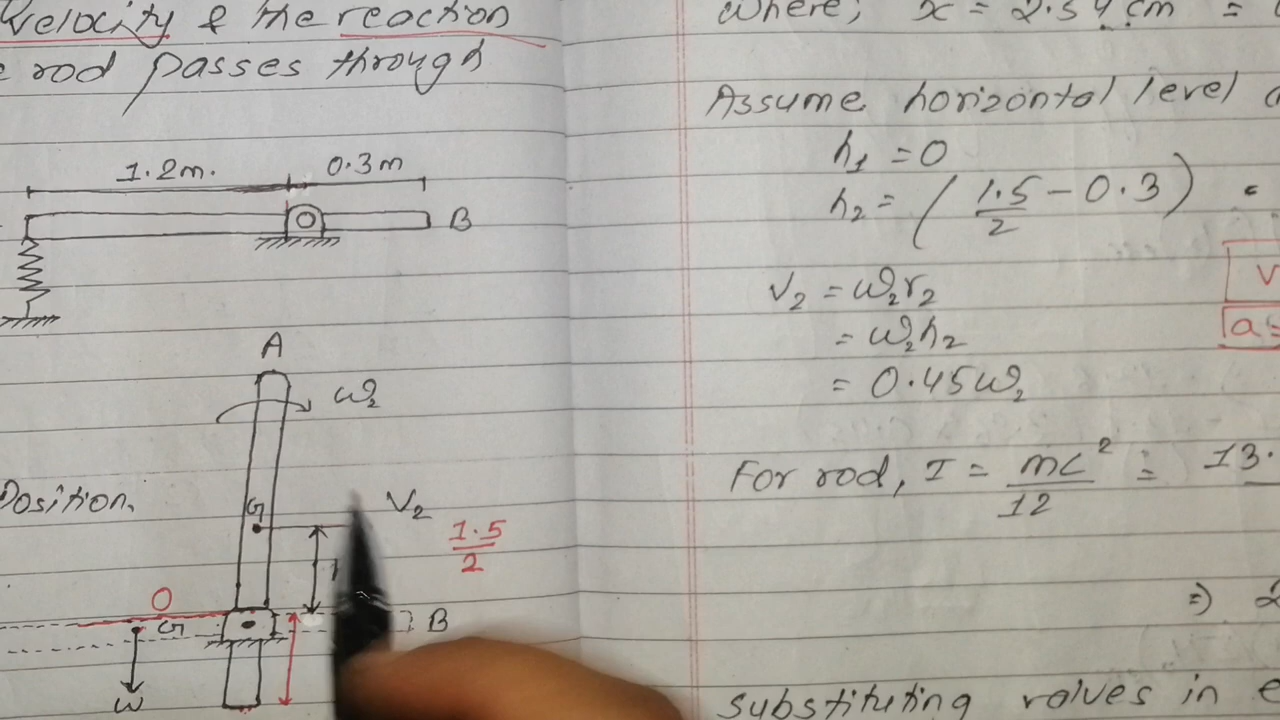 Velocity & the reaction
rod passes through
1.2m. 0.3m
B
A
ω₂
Position.
G
V₂
1.5/2
O
G
B
W
where, x = 2.54 cm =
Assume horizontal level
h₁ = 0
h₂ = (1.5/2 - 0.3)
V₂ = ω₂r₂
= ω₂h₂
= 0.45ω₂
For rod, I = mL²/12 = 13.
⇒ 2
substituting values in